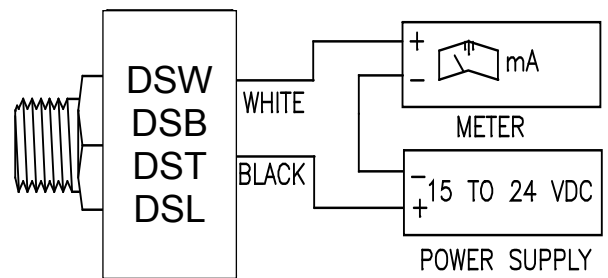 DSW
DSB
DST
DSL
WHITE
BLACK
+
−
mA
METER
−
+
15 TO 24 VDC
POWER SUPPLY